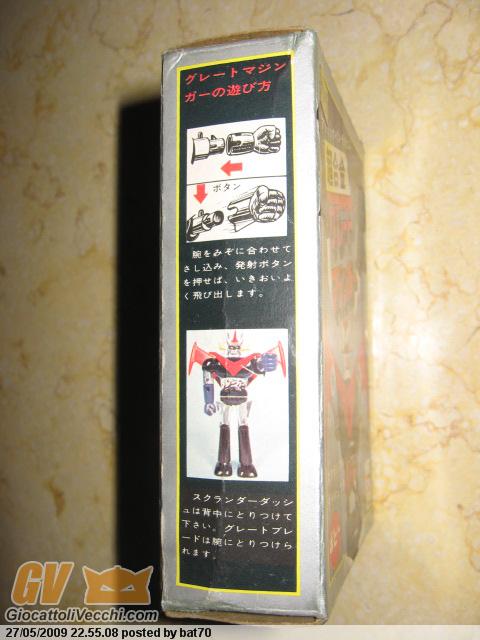 グレートマジン
ガーの遊び方
ボタン
腕をみぞに合わせて
さし込み、発射ボタン
を押せば、いきおいよ
く飛び出します。
スクランダーダッシ
ュは背中にとりつけて
下さい。グレートブレ
ードは腕にとりつけら
れます。
GV
GiocattoliVecchi.com
27/05/2009 22.55.08 posted by bat70